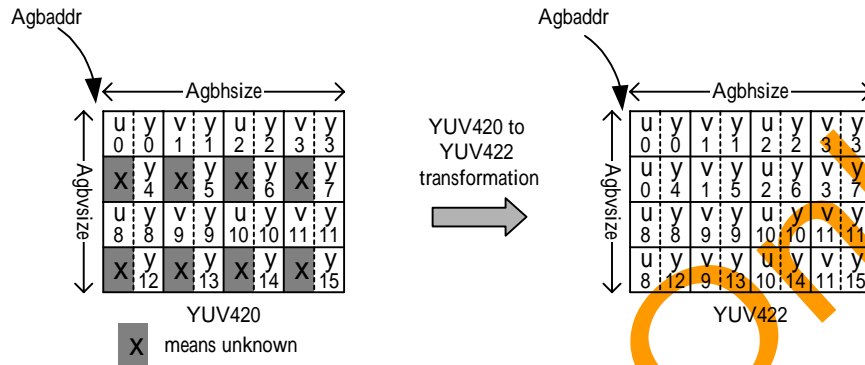 Agbaddr
Agbaddr
Agbhsize
Agbhsize
Agbvsize
u 0 y 0 v 1 y 1 u 2 y 2 v 3 y 3
X y 4 X y 5 X y 6 X y 7
u 8 y 8 v 9 y 9 u 10 y 10 v 11 y 11
X y 12 X y 13 X y 14 X y 15
YUV420
X means unknown
YUV420 to
YUV422
transformation
Agbvsize
u 0 y 0 v 1 y 1 u 2 y 2 v 3 y 3
u 0 y 4 v 1 y 5 u 2 y 6 v 3 y 7
u 8 y 8 v 9 y 9 u 10 y 10 v 11 y 11
u 8 y 12 v 9 y 13 u 10 y 14 v 11 y 15
YUV422